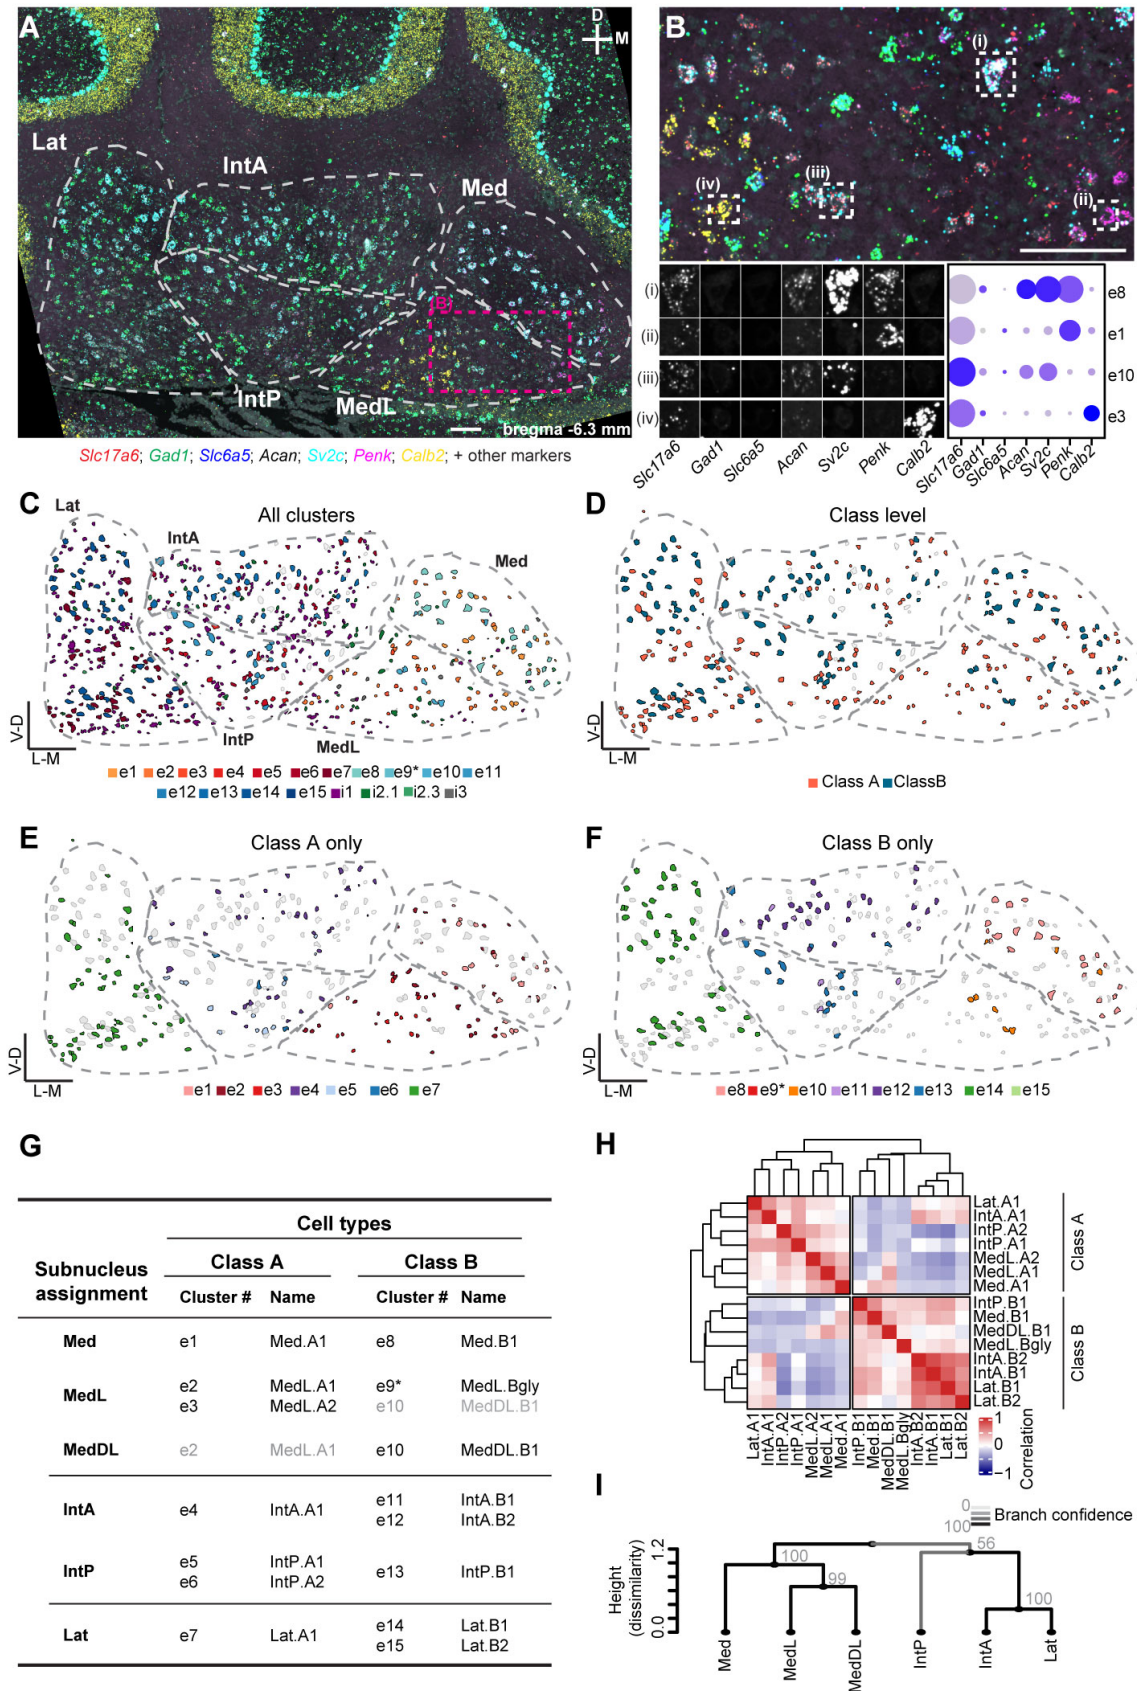 A
D
M
Lat
IntA
Med
(B)
IntP
MedL
bregma -6.3 mm
Slc17a6; Gad1; Slc6a5; Acan; Sv2c; Penk; Calb2; + other markers
B
(i)
(iv)
(iii)
(ii)
(i)
(ii)
(iii)
(iv)
Slc17a6
Gad1
Slc6a5
Acan
Sv2c
Penk
Calb2
e8
e1
e10
e3
Slc17a6
Gad1
Slc6a5
Acan
Sv2c
Penk
Calb2
C
All clusters
Lat
IntA
Med
IntP
MedL
V-D
L-M
e1 e2 e3 e4 e5 e6 e7 e8 e9* e10 e11
e12 e13 e14 e15 i1 i2.1 i2.3 i3
D
Class level
V-D
L-M
Class A ClassB
E
Class A only
V-D
L-M
e1 e2 e3 e4 e5 e6 e7
F
Class B only
V-D
L-M
e8 e9* e10 e11 e12 e13 e14 e15
G
Cell types
Subnucleus assignment
Class A Class B
Cluster # Name Cluster # Name
Med e1 Med.A1 e8 Med.B1
MedL e2 MedL.A1 e9* MedL.Bgly
e3 MedL.A2 e10 MedDL.B1
MedDL e2 MedL.A1 e10 MedDL.B1
IntA e4 IntA.A1 e11 IntA.B1
e12 IntA.B2
IntP e5 IntP.A1 e13 IntP.B1
e6 IntP.A2
Lat e7 Lat.A1 e14 Lat.B1
e15 Lat.B2
H
Lat.A1
IntA.A1
IntP.A2
IntP.A1
MedL.A2
MedL.A1
Med.A1
Class A
IntP.B1
Med.B1
MedDL.B1
MedL.Bgly
IntA.B2
IntA.B1
Lat.B1
Lat.B2
Class B
Lat.A1
IntA.A1
IntP.A2
IntP.A1
MedL.A2
MedL.A1
Med.A1
IntP.B1
Med.B1
MedDL.B1
MedL.Bgly
IntA.B2
IntA.B1
Lat.B1
Lat.B2
1
0
-1
Correlation
I
0
100
Branch confidence
Height
(dissimilarity)
1.2
0.0
100
99
56
100
Med
MedL
MedDL
IntP
IntA
Lat